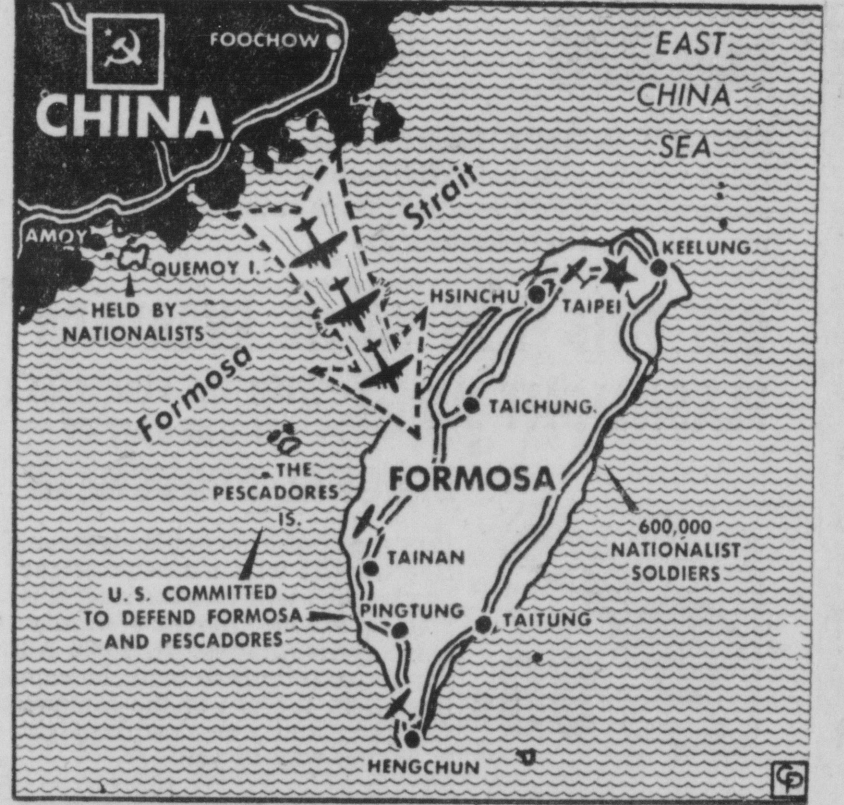 FOOCHOW
CHINA
EAST
CHINA
SEA
Strait
AMOY
QUEMOY I.
HELD BY
NATIONALISTS
KEELUNG
HSINCHU
TAIPEI
Formosa
TAICHUNG
THE
PESCADORES
IS.
FORMOSA
600,000
NATIONALIST
SOLDIERS
TAINAN
U. S. COMMITTED
TO DEFEND FORMOSA
AND PESCADORES
PINGTUNG
TAITUNG
HENGCHUN
CP